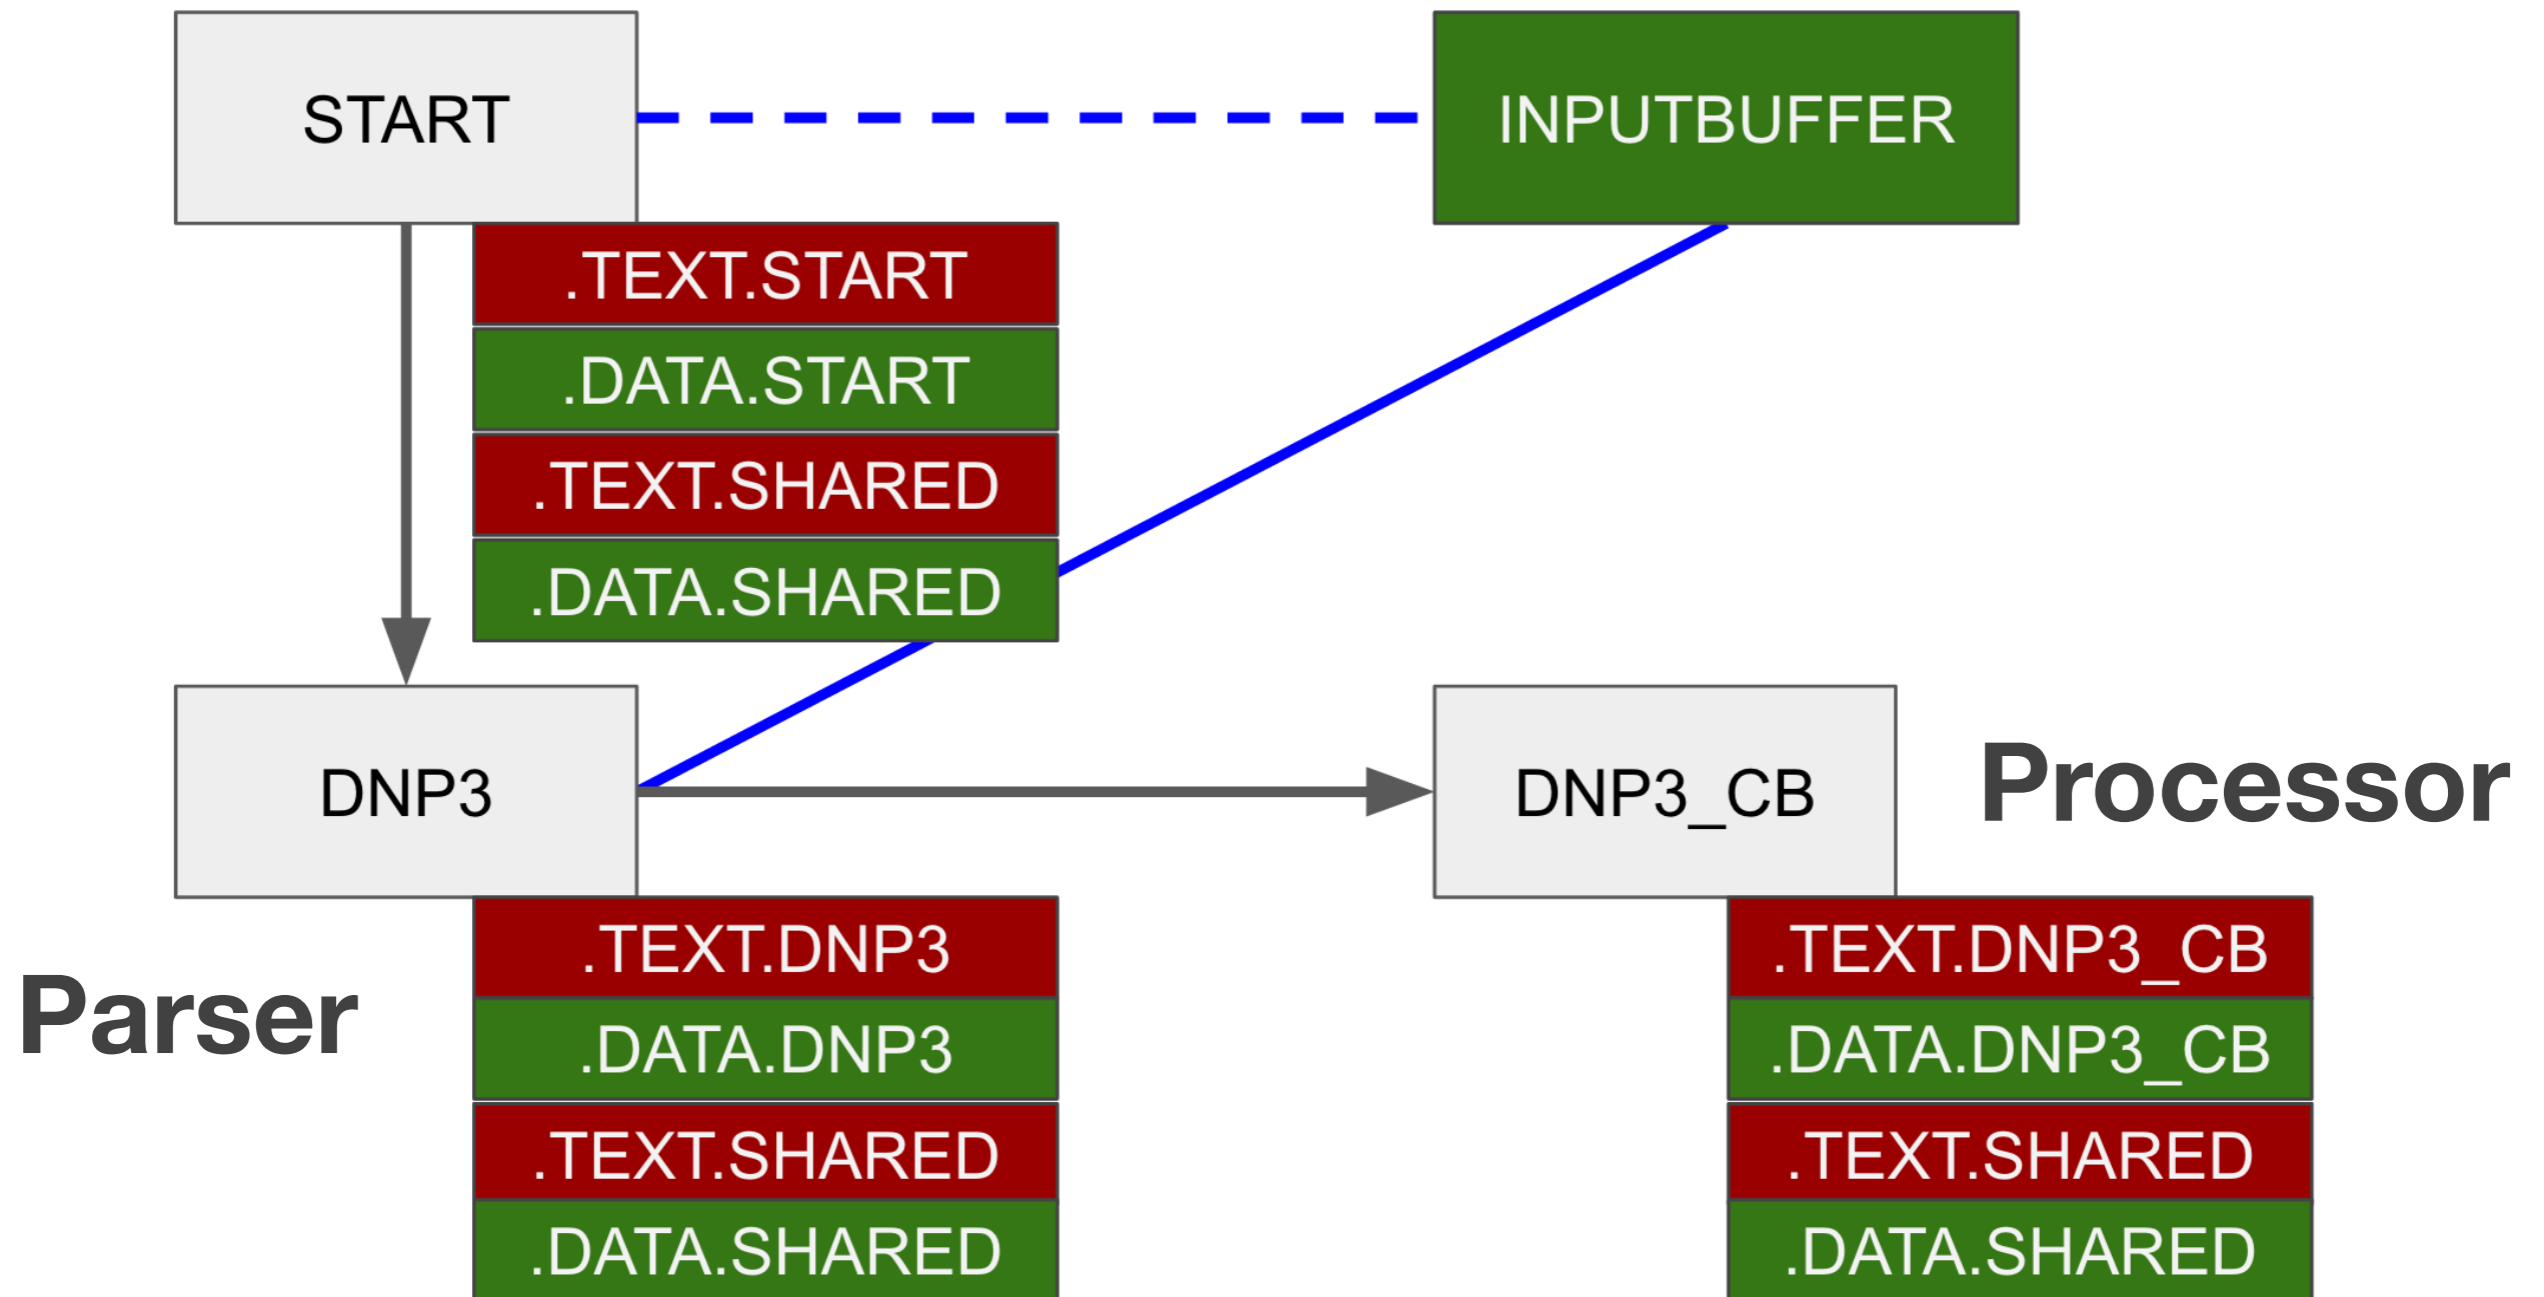 START
INPUTBUFFER
.TEXT.START
.DATA.START
.TEXT.SHARED
.DATA.SHARED
DNP3
DNP3_CB
Processor
Parser
.TEXT.DNP3
.DATA.DNP3
.TEXT.SHARED
.DATA.SHARED
.TEXT.DNP3_CB
.DATA.DNP3_CB
.TEXT.SHARED
.DATA.SHARED